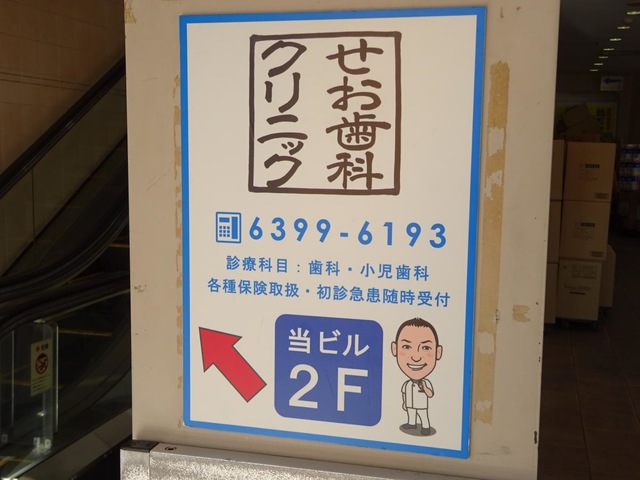 せお歯科
クリニック
6399-6193
診療科目：歯科・小児歯科
各種保険取扱・初診急患随時受付
当ビル
2F